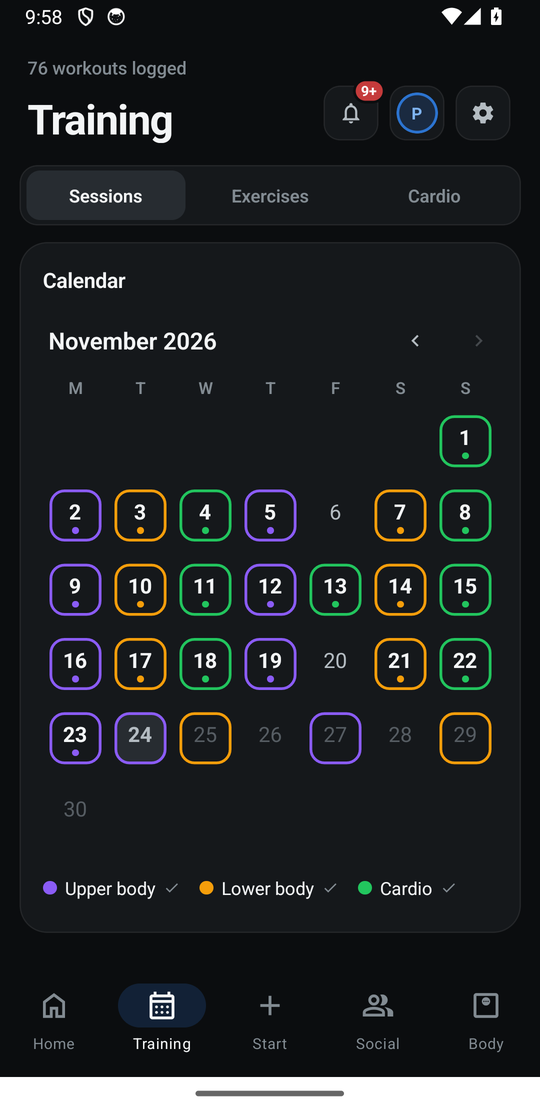 9:58
76 workouts logged
Training
9+
P
Sessions Exercises Cardio
Calendar
November 2026
M T W T F S S
1
2 3 4 5 6 7 8
9 10 11 12 13 14 15
16 17 18 19 20 21 22
23 24 25 26 27 28 29
30
Upper body Lower body Cardio
Home Training Start Social Body